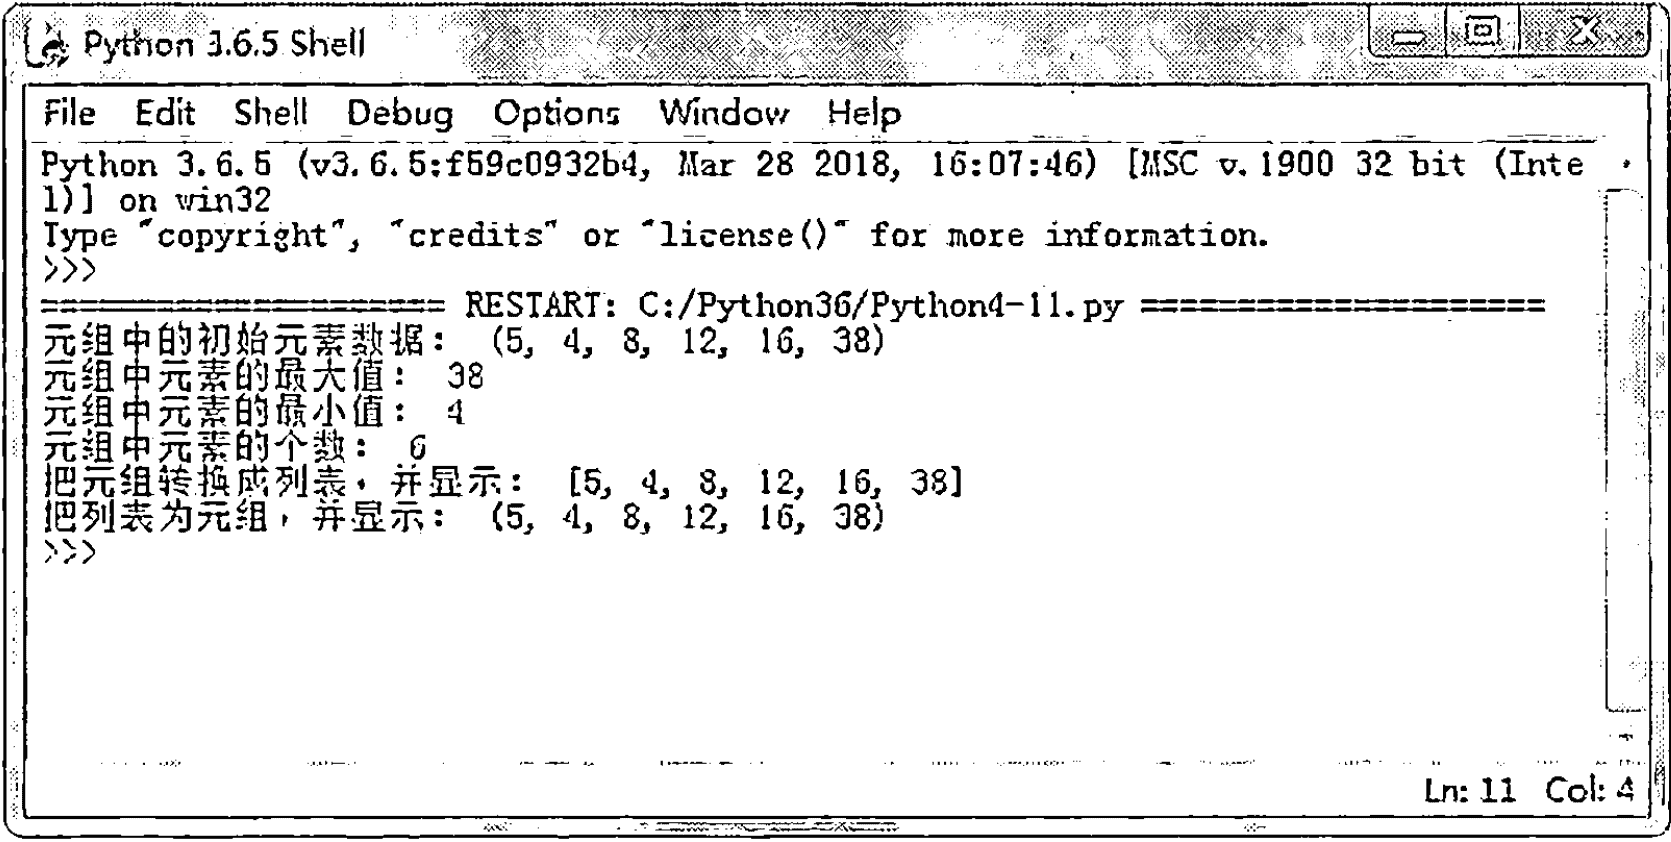 Python 3.6.5 Shell
File Edit Shell Debug Options Window Help
Python 3.6.5 (v3.6.5:f59c0932b4, Mar 28 2018, 16:07:46) [MSC v.1900 32 bit (Inte
l)] on win32
Type "copyright", "credits" or "license()" for more information.
>>>
===================== RESTART: C:/Python36/Python4-11.py =====================
元组中的初始元素数据： (5, 4, 8, 12, 16, 38)
元组中元素的最大值： 38
元组中元素的最小值： 4
元组中元素的个数： 6
把元组转换成列表，并显示： [5, 4, 8, 12, 16, 38]
把列表为元组，并显示： (5, 4, 8, 12, 16, 38)
>>>
Ln: 11 Col: 4